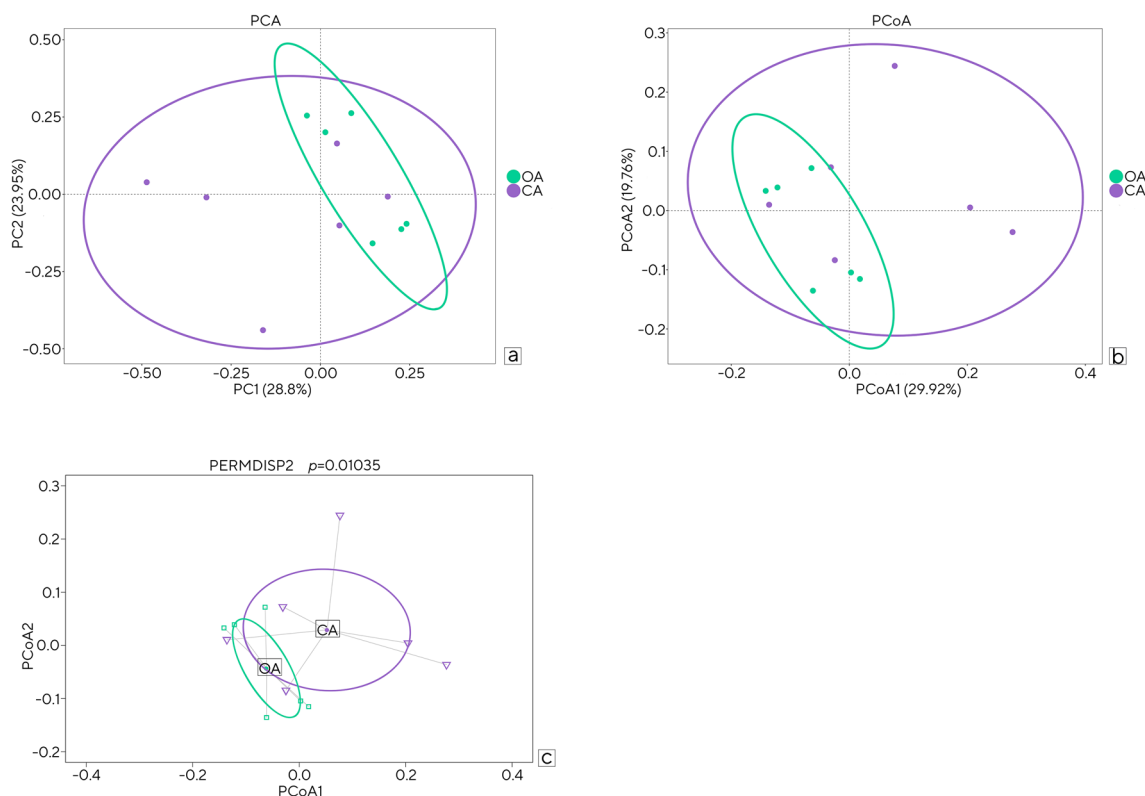 PCA
0.50
0.25
0.00
-0.25
-0.50
PC2 (23.95%)
-0.50
-0.25
0.00
0.25
PC1 (28.8%)
OA
CA
a
PCoA
0.3
0.2
0.1
0.0
-0.1
-0.2
PCoA2 (19.76%)
-0.2
0.0
0.2
0.4
PCoA1 (29.92%)
OA
CA
b
PERMDISP2 p=0.01035
0.3
0.2
0.1
0.0
-0.1
-0.2
PCoA2
CA
OA
-0.4
-0.2
0.0
0.2
0.4
PCoA1
c